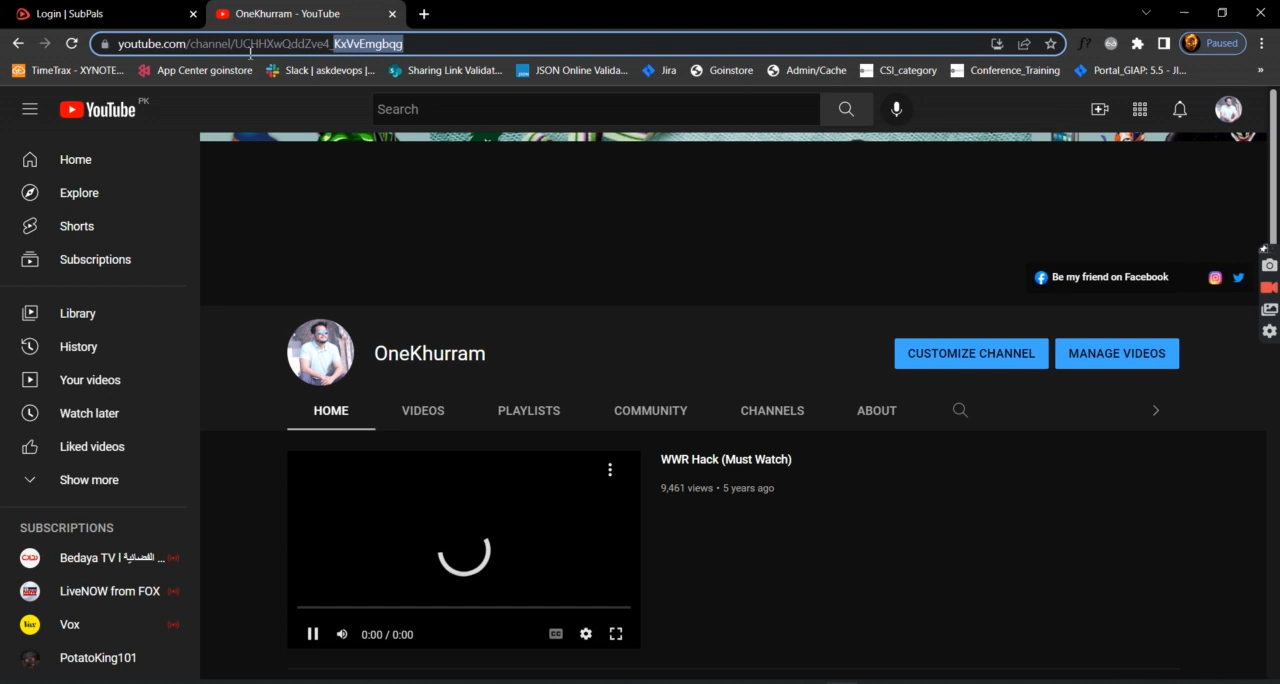 Login | SubPals
OneKhurram - YouTube
youtube.com/channel/UCHHXwQddZve4_KxVvEmgbqg
Paused
TimeTrax - XYNOTE...
App Center goinstore
Slack | askdevops |...
Sharing Link Validat...
JSON Online Valida...
Jira
Goinstore
Admin/Cache
CSI_category
Conference_Training
Portal_GIAP: 5.5 - JI...
»
YouTube PK
Search
Home
Explore
Shorts
Subscriptions
Library
History
Your videos
Watch later
Liked videos
Show more
SUBSCRIPTIONS
Bedaya TV | ... الفضائية
LiveNOW from FOX
Vox
PotatoKing101
Be my friend on Facebook
OneKhurram
CUSTOMIZE CHANNEL
MANAGE VIDEOS
HOME
VIDEOS
PLAYLISTS
COMMUNITY
CHANNELS
ABOUT
WWR Hack (Must Watch)
9,461 views • 5 years ago
0:00 / 0:00